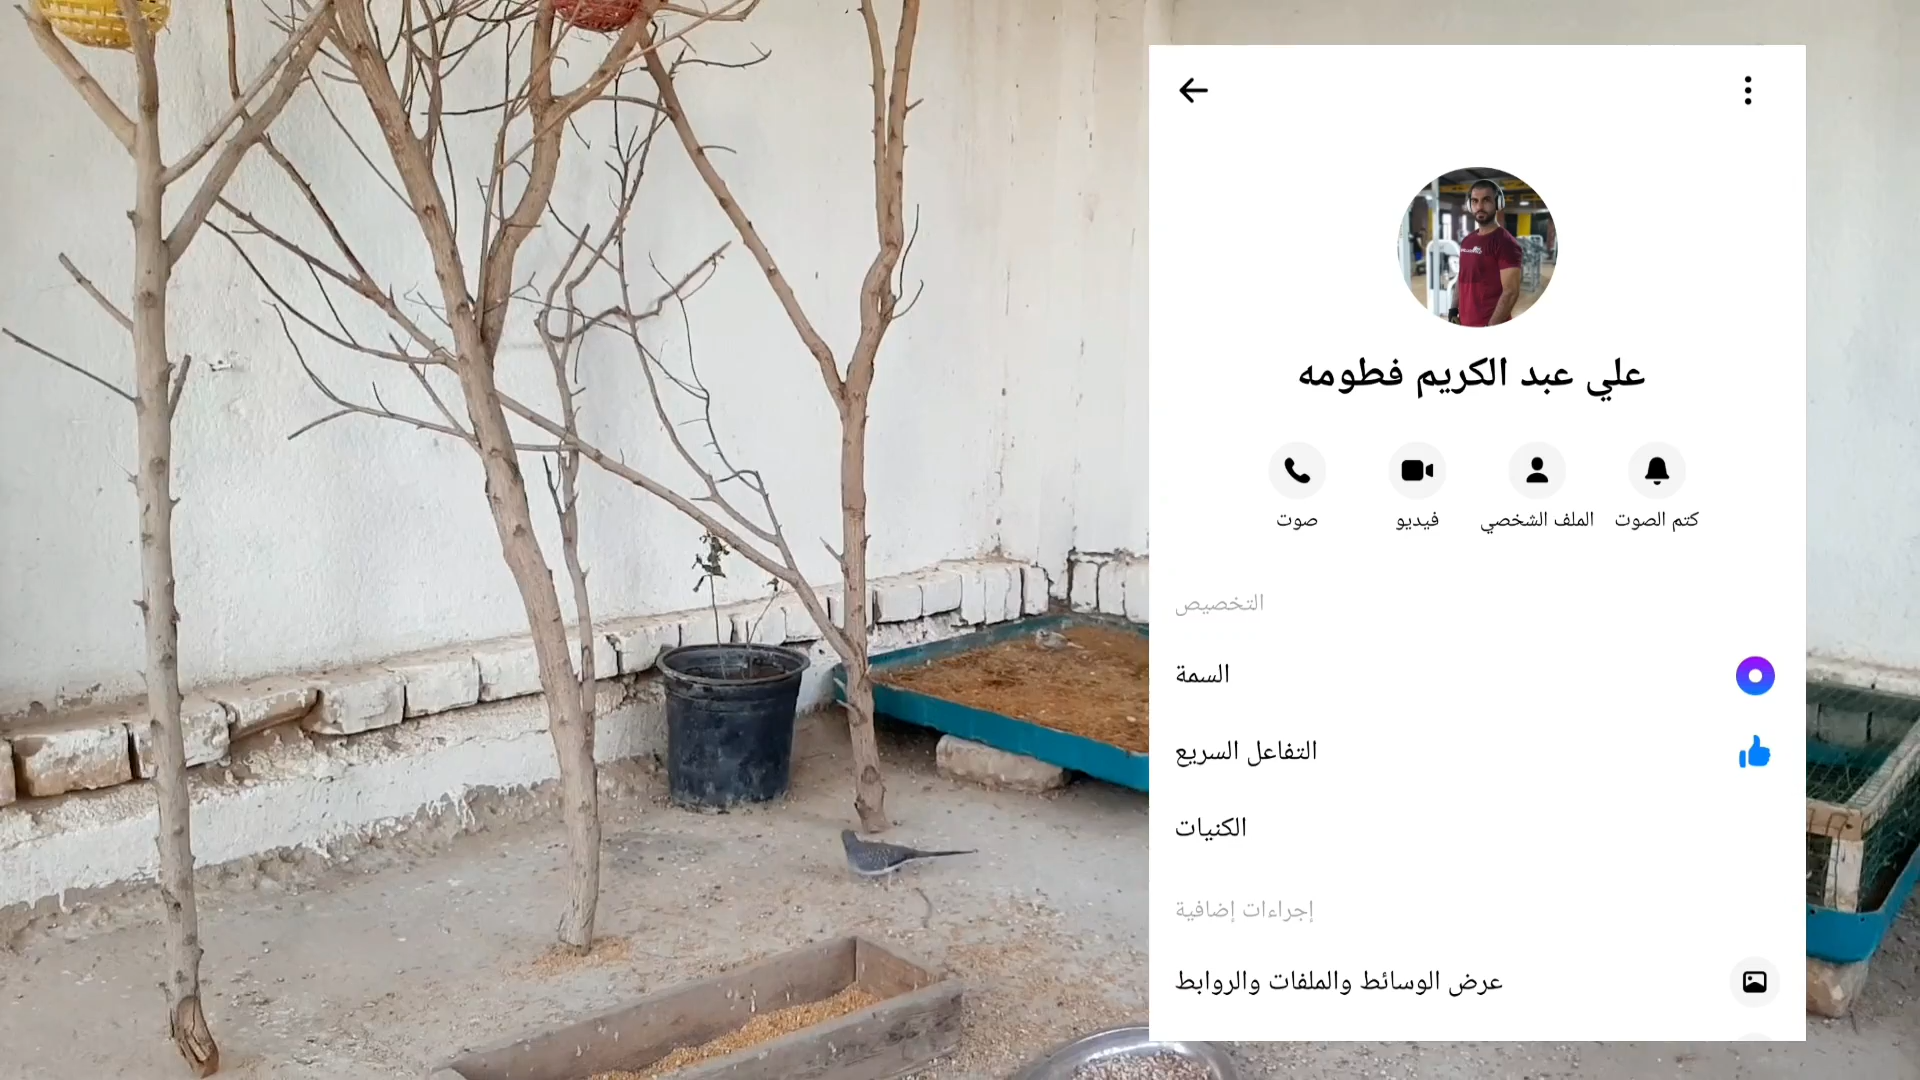 علي عبد الكريم فطومه
صوت
فيديو
الملف الشخصي
كتم الصوت
التخصيص
السمة
التفاعل السريع
الكنيات
إجراءات إضافية
عرض الوسائط والملفات والروابط